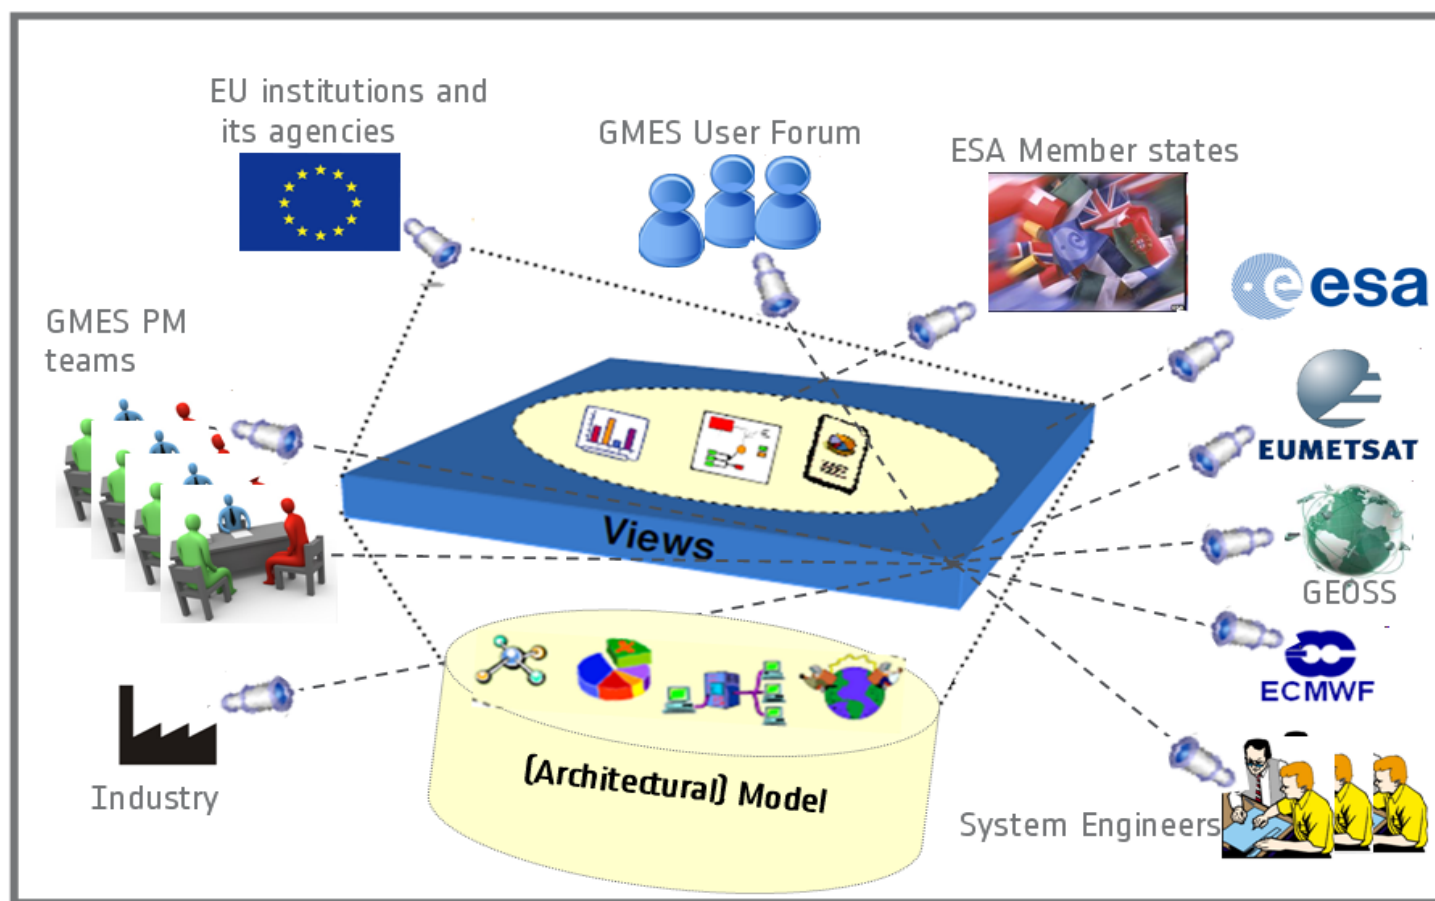 EU institutions and
its agencies
GMES User Forum
ESA Member states
esa
GMES PM
teams
EUMETSAT
Views
GEOSS
ECMWF
(Architectural) Model
Industry
System Engineers